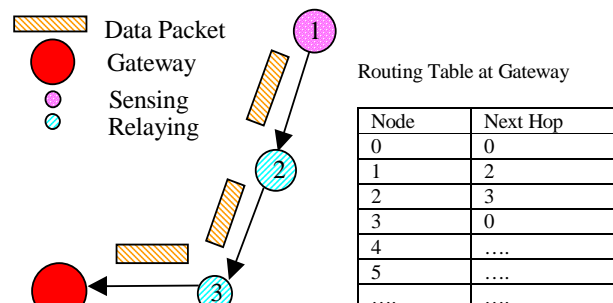 Data Packet
Gateway
Sensing
Relaying
1
2
3
Routing Table at Gateway
Node Next Hop
0 0
1 2
2 3
3 0
4 ....
5 ....
.... ....